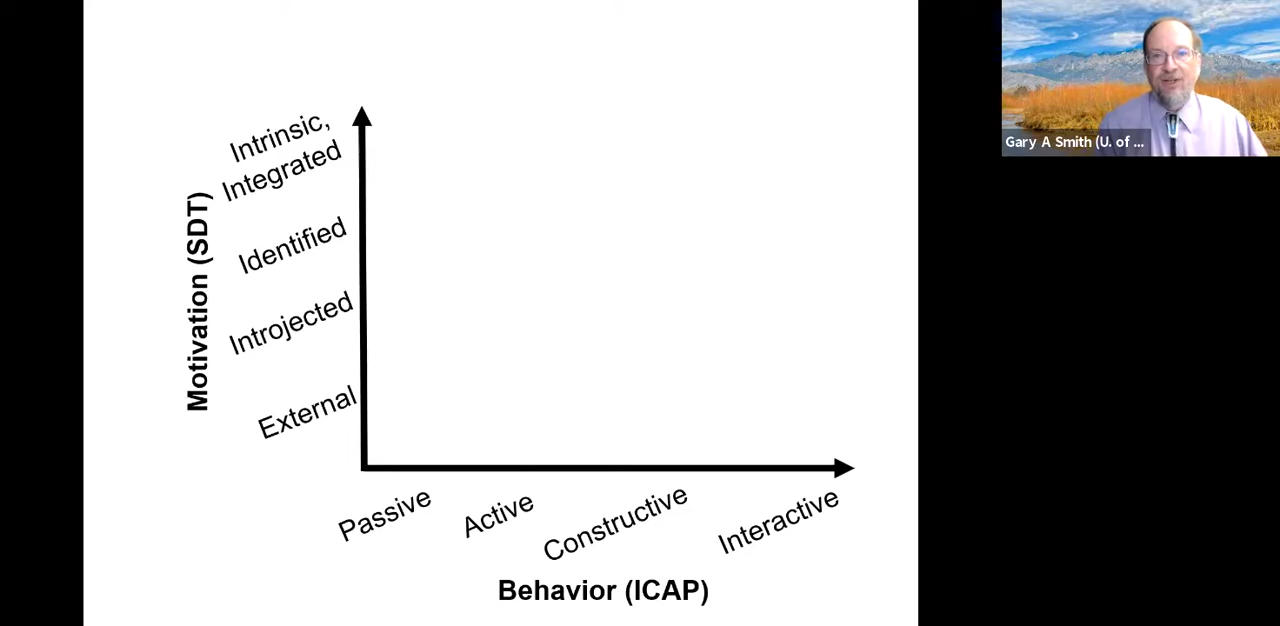 Intrinsic,
Integrated
Identified
Introjected
External
Motivation (SDT)
Passive
Active
Constructive
Interactive
Behavior (ICAP)
Gary A Smith (U. of ...